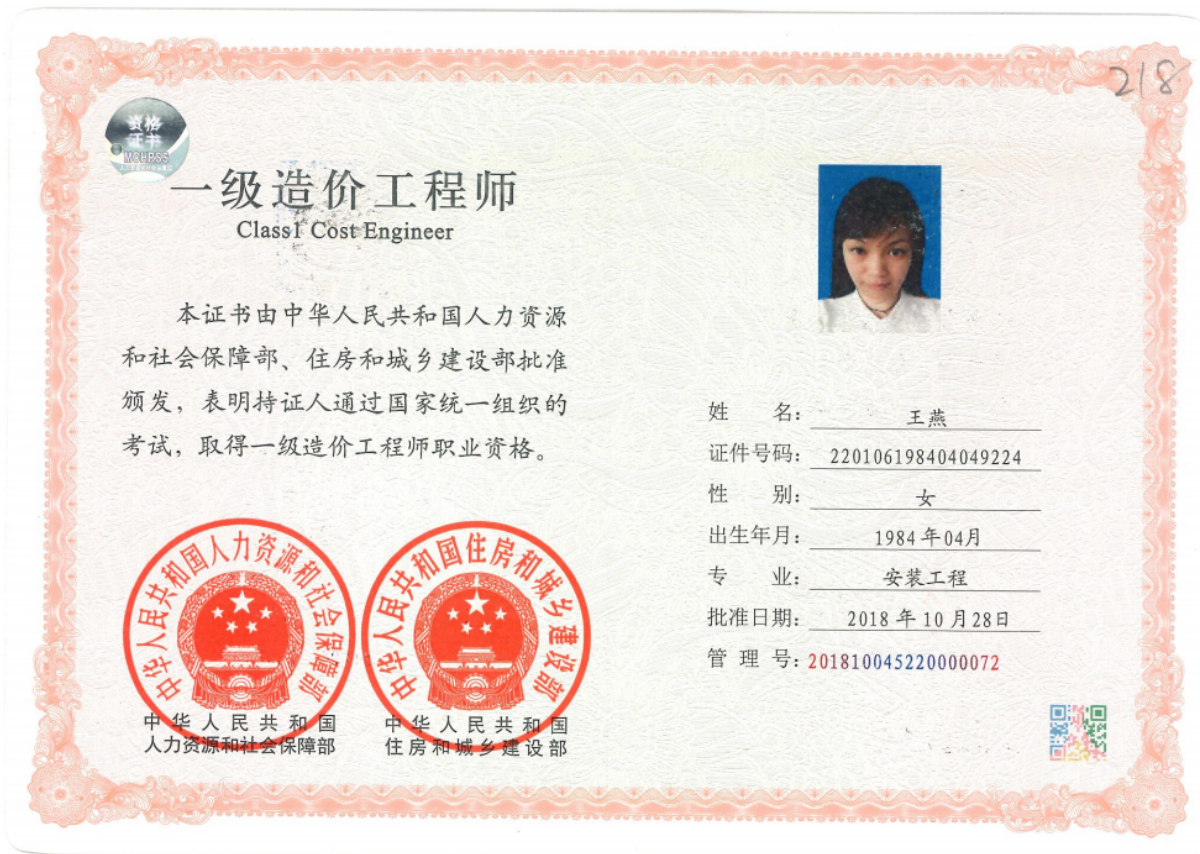 218
资格
证书
MOHRSS
一级造价工程师
Class1 Cost Engineer
本证书由中华人民共和国人力资源
和社会保障部、住房和城乡建设部批准
颁发，表明持证人通过国家统一组织的
考试，取得一级造价工程师职业资格。
姓 名： 王燕
证件号码： 220106198404049224
性 别： 女
出生年月： 1984年04月
专 业： 安装工程
批准日期： 2018年10月28日
管 理 号：201810045220000072
中华人民共和国人力资源和社会保障部
中华人民共和国住房和城乡建设部
中华人民共和国
人力资源和社会保障部
中华人民共和国
住房和城乡建设部